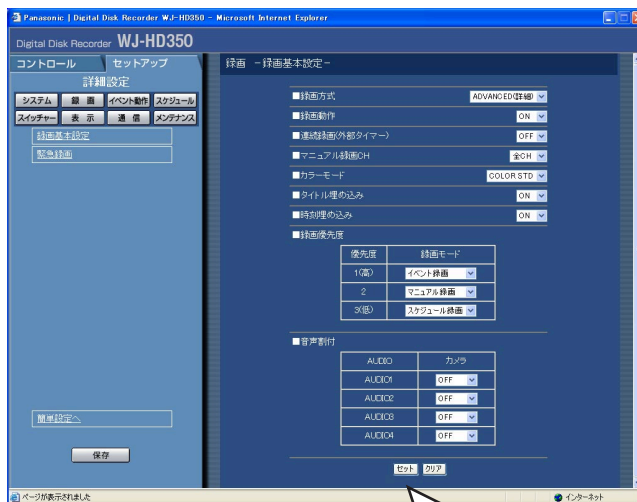 Panasonic | Digital Disk Recorder WJ-HD350 - Microsoft Internet Explorer
Digital Disk Recorder WJ-HD350
コントロール セットアップ
詳細設定
システム 録画 イベント動作 スケジュール
スイッチャー 表示 通信 メンテナンス
録画基本設定
緊急録画
簡単設定へ
保存
録画 −録画基本設定−
■録画方式 ADVANCED(詳細)
■録画動作 ON
■連続録画(外部タイマー) OFF
■マニュアル録画CH 全CH
■カラーモード COLOR STD
■タイトル埋め込み ON
■時刻埋め込み ON
■録画優先度
優先度 録画モード
1(高) イベント録画
2 マニュアル録画
3(低) スケジュール録画
■音声割付
AUDIO カメラ
AUDIO1 OFF
AUDIO2 OFF
AUDIO3 OFF
AUDIO4 OFF
セット クリア
ページが表示されました インターネット